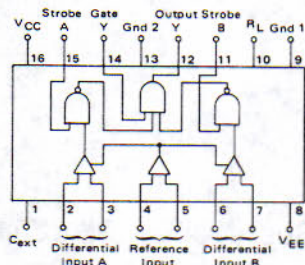 Strobe Gate Output Strobe
VCC A Y Gnd 2 Y B RL Gnd 1
16 15 14 13 12 11 10 9
1 2 3 4 5 6 7 8
Cext Differential Reference Differential VEE
Input A Input Input B